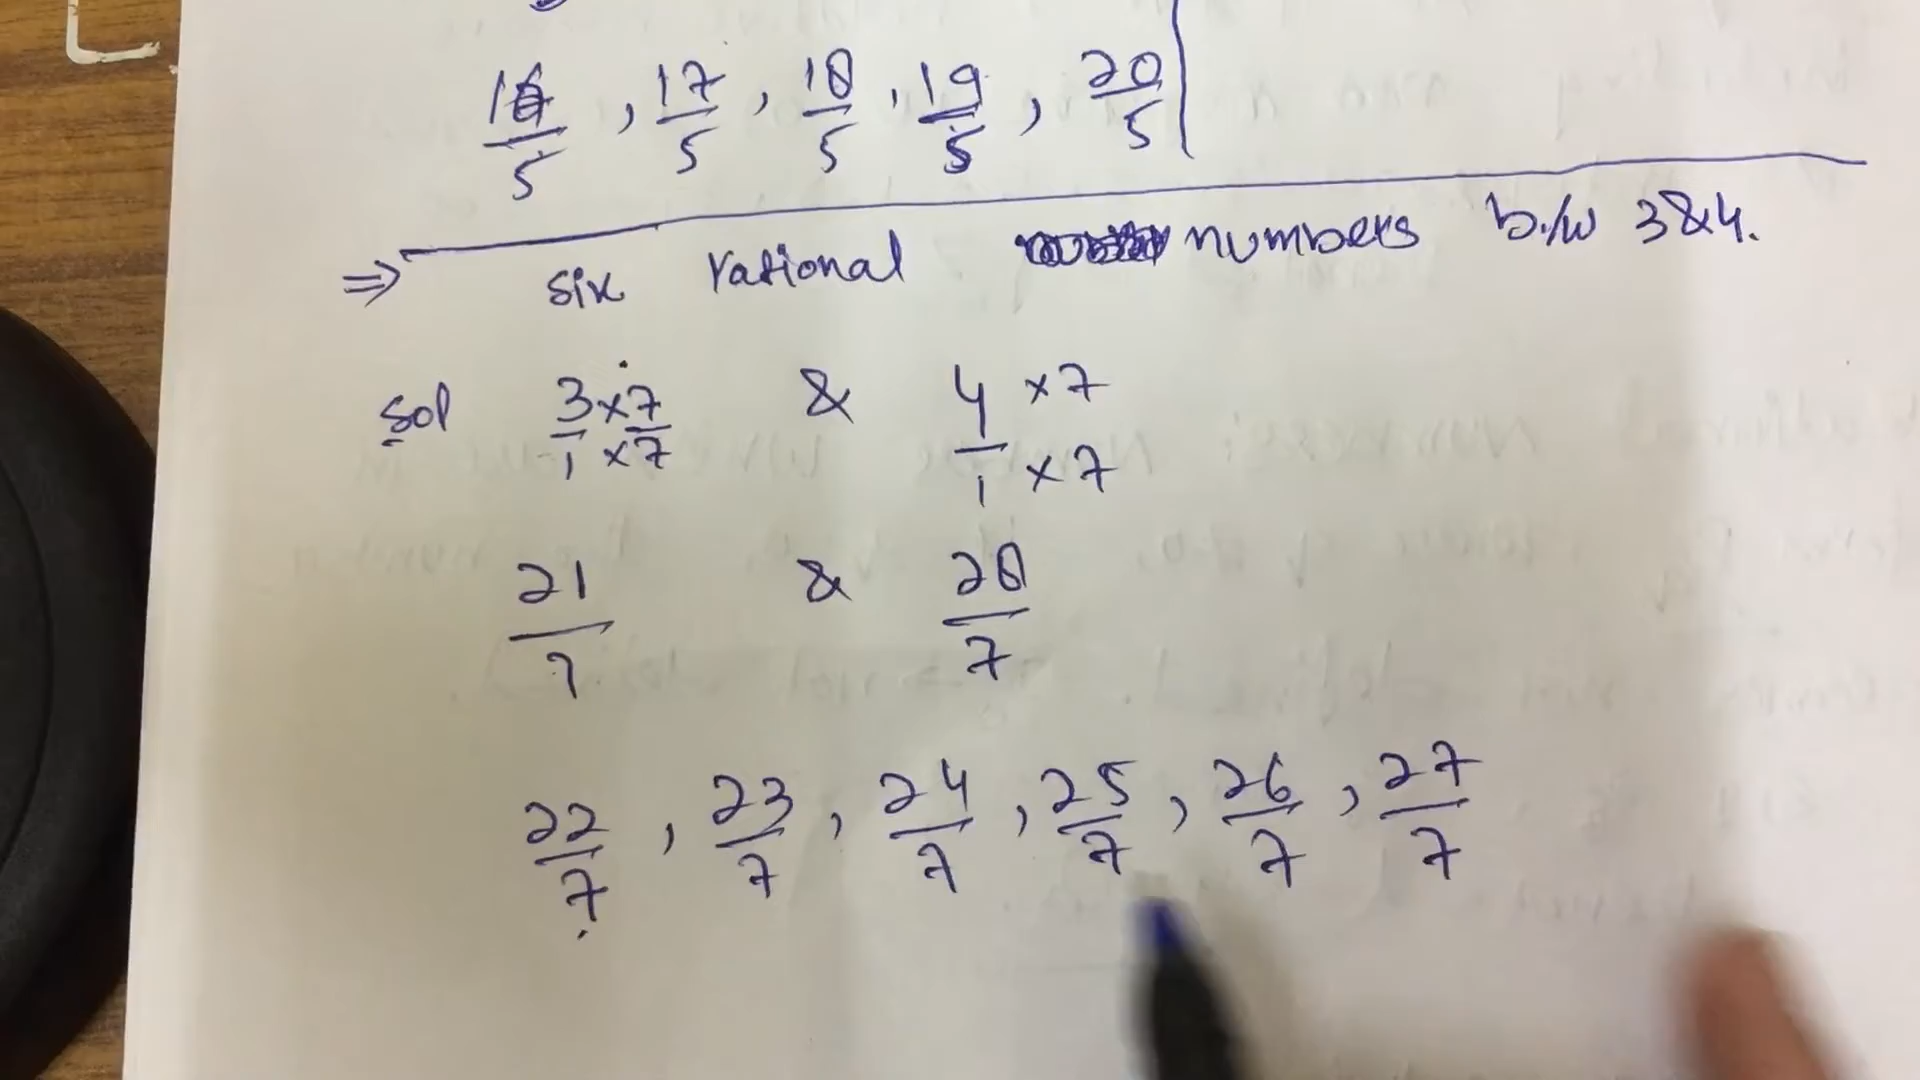 16/5 , 17/5 , 18/5 , 19/5 , 20/5
⇒ six rational numbers b/w 3 & 4.
Sol 3×7/1×7 & 4×7/1×7
21/7 & 28/7
22/7 , 23/7 , 24/7 , 25/7 , 26/7 , 27/7